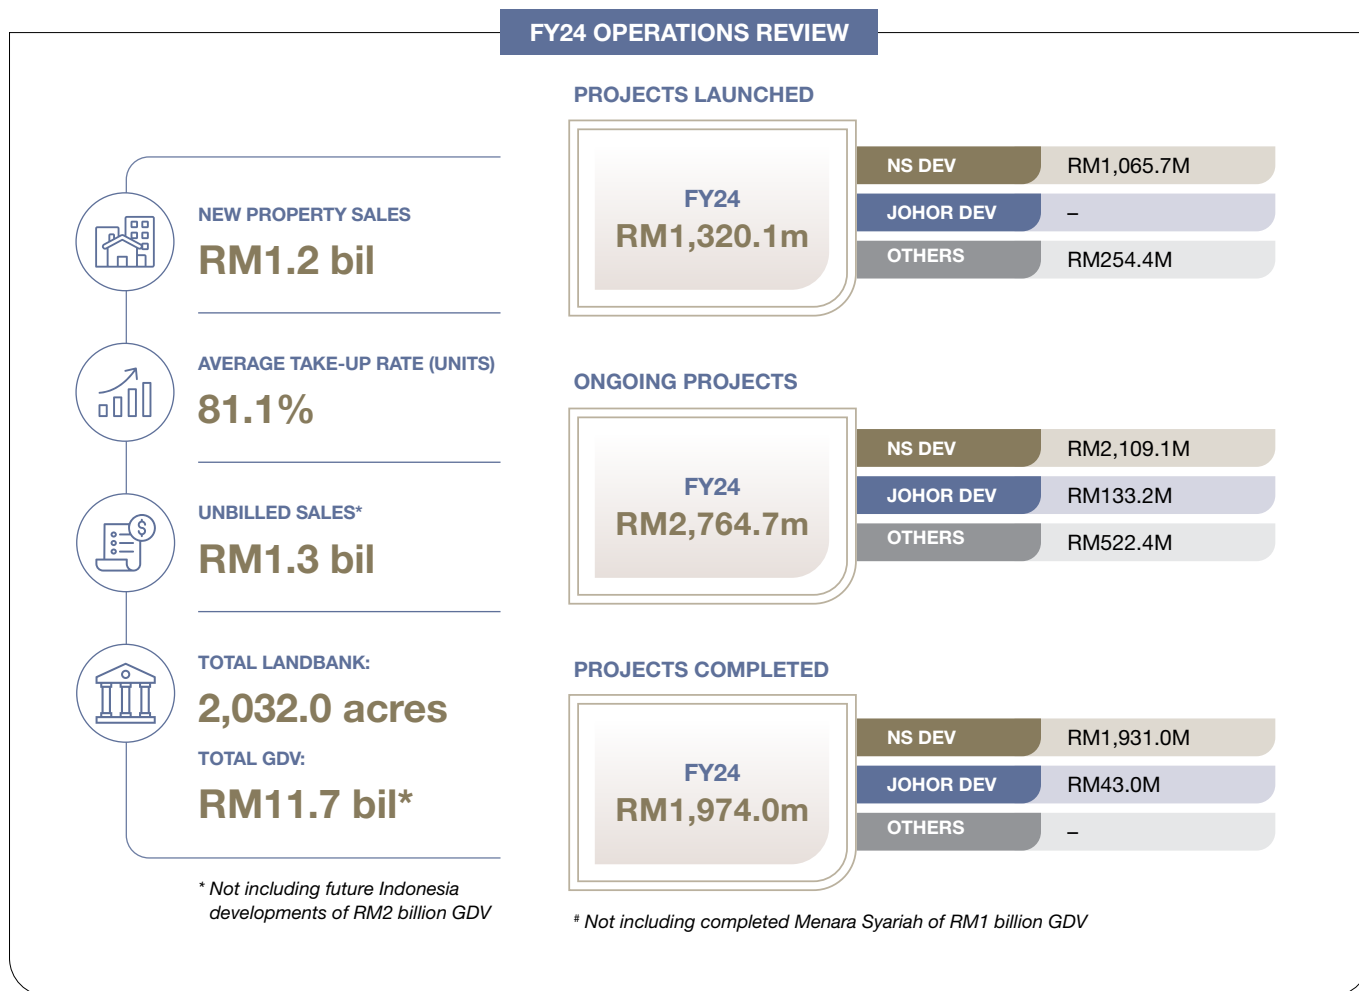 FY24 OPERATIONS REVIEW
NEW PROPERTY SALES
RM1.2 bil
AVERAGE TAKE-UP RATE (UNITS)
81.1%
UNBILLED SALES*
$
RM1.3 bil
TOTAL LANDBANK:
2,032.0 acres
TOTAL GDV:
RM11.7 bil*
* Not including future Indonesia
developments of RM2 billion GDV
PROJECTS LAUNCHED
FY24
RM1,320.1m
NS DEV RM1,065.7M
JOHOR DEV –
OTHERS RM254.4M
ONGOING PROJECTS
FY24
RM2,764.7m
NS DEV RM2,109.1M
JOHOR DEV RM133.2M
OTHERS RM522.4M
PROJECTS COMPLETED
FY24
RM1,974.0m
NS DEV RM1,931.0M
JOHOR DEV RM43.0M
OTHERS –
# Not including completed Menara Syariah of RM1 billion GDV